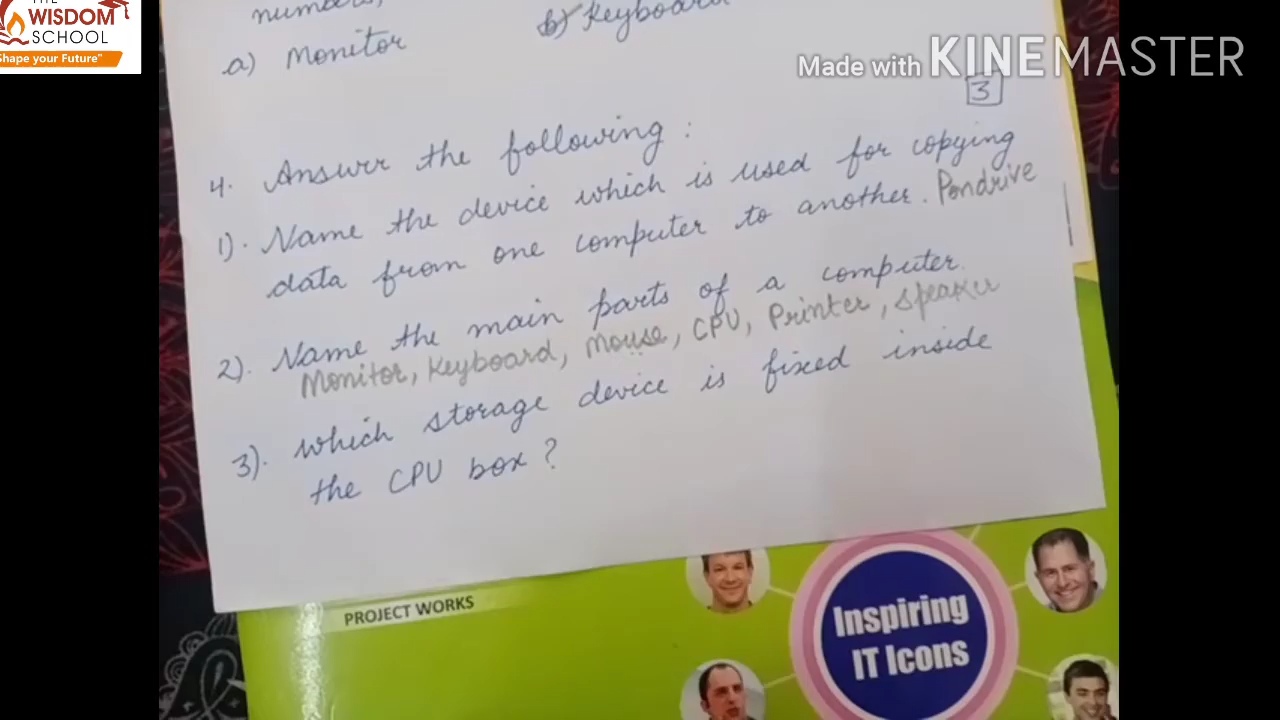 THE
WISDOM
SCHOOL
"Shape your Future"
Made with KINEMASTER
numbers,
a) Monitor b) Keyboard
3
4. Answer the following :
1). Name the device which is used for copying
data from one computer to another. Pendrive
2). Name the main parts of a computer.
Monitor, Keyboard, Mouse, CPU, Printer, Speaker
3). which storage device is fixed inside
the CPU box ?
PROJECT WORKS
Inspiring
IT Icons